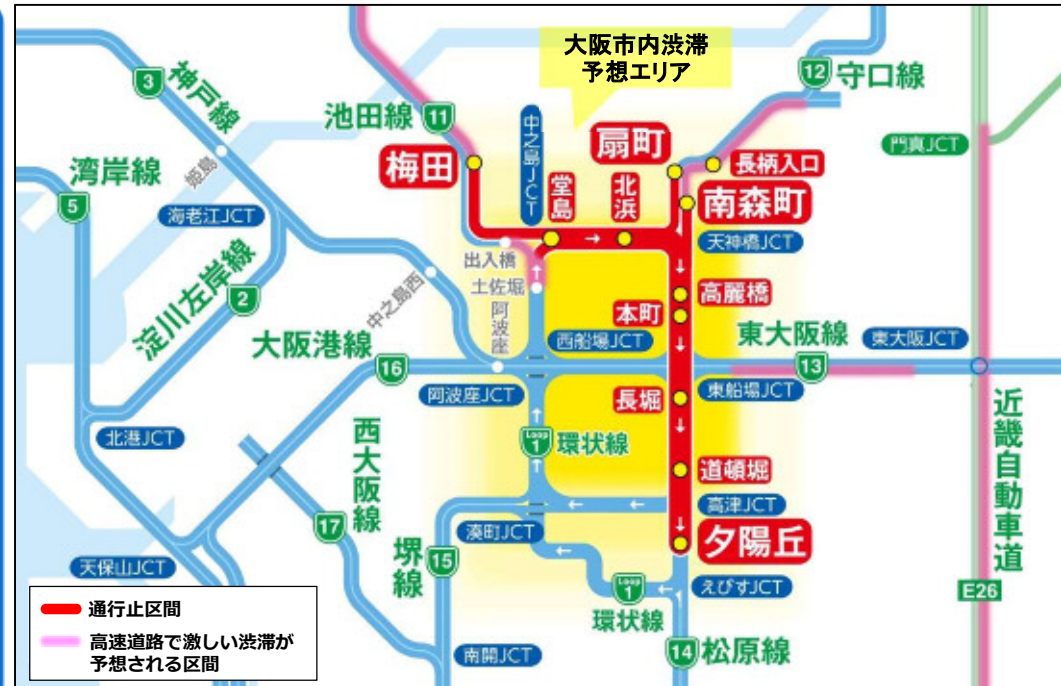 大阪市内渋滞
予想エリア
3
神戸線
池田線
11
12
守口線
中之島JCT
扇町
門真JCT
湾岸線
姫島
梅田
堂島
北浜
長柄入口
5
海老江JCT
南森町
天神橋JCT
出入橋
淀川左岸線
2
中之島西
土佐堀
高麗橋
阿波座
本町
大阪港線
16
西船場JCT
東大阪線
13
東大阪JCT
阿波座JCT
長堀
東船場JCT
近畿自動車道
北港JCT
西大阪線
Loop
1
環状線
道頓堀
17
湊町JCT
高津JCT
堺線
15
夕陽丘
天保山JCT
Loop
1
えびすJCT
E26
環状線
通行止区間
高速道路で激しい渋滞が
予想される区間
南開JCT
14
松原線